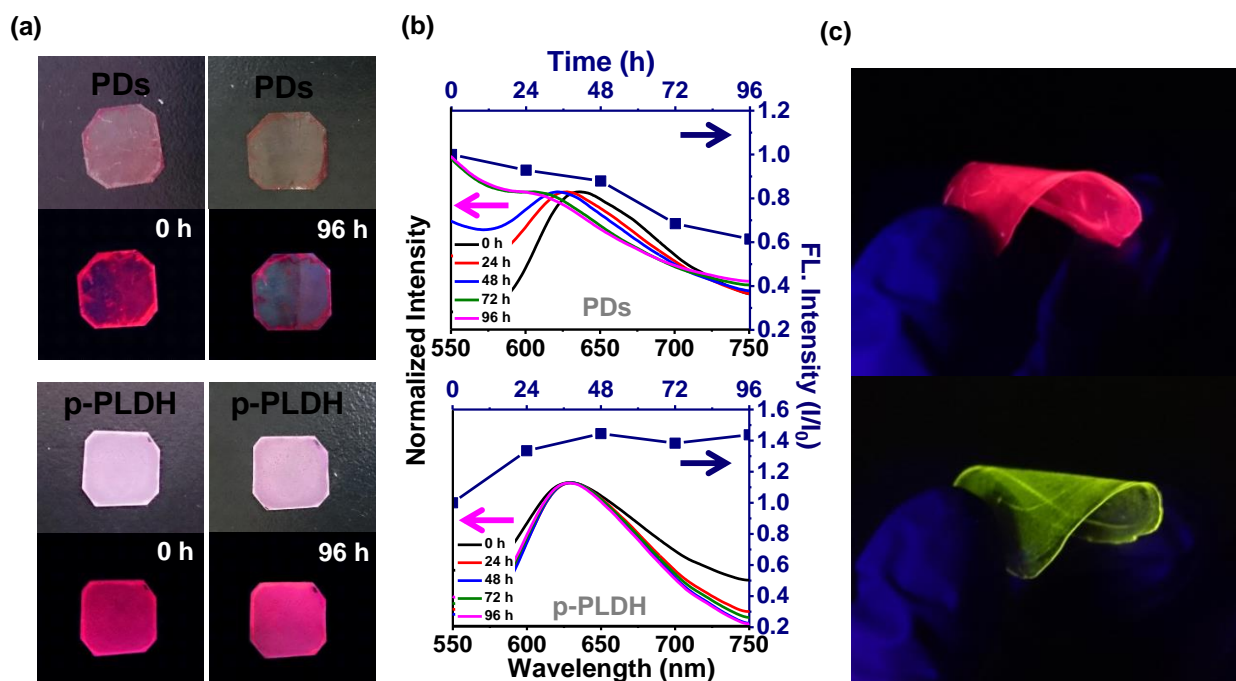 (a)
PDs
PDs
0 h
96 h
p-PLDH
p-PLDH
0 h
96 h
(b)
Time (h)
0 24 48 72 96
1.2
1.0
0.8
0.6
0.4
0.2
0 h
24 h
48 h
72 h
96 h
PDs
550 600 650 700 750
0 24 48 72 96
1.6
1.4
1.2
1.0
0.8
0.6
0.4
0.2
0 h
24 h
48 h
72 h
96 h
p-PLDH
550 600 650 700 750
Wavelength (nm)
Normalized Intensity
FL. Intensity (I/I₀)
(c)